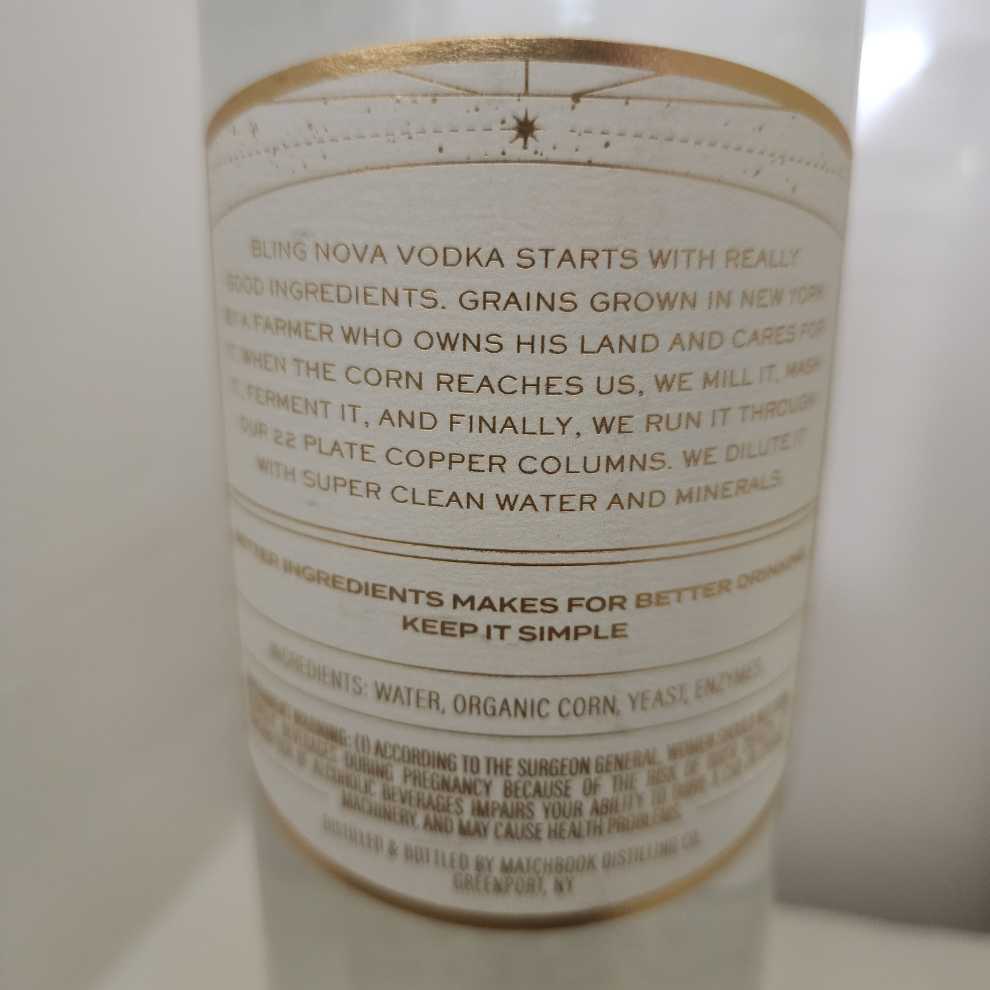 BLING NOVA VODKA STARTS WITH REALLY
GOOD INGREDIENTS. GRAINS GROWN IN NEW YORK
BY A FARMER WHO OWNS HIS LAND AND CARES FOR
IT. WHEN THE CORN REACHES US, WE MILL IT, MASH
IT, FERMENT IT, AND FINALLY, WE RUN IT THROUGH
OUR 22 PLATE COPPER COLUMNS. WE DILUTE IT
WITH SUPER CLEAN WATER AND MINERALS.
BETTER INGREDIENTS MAKES FOR BETTER DRINKING
KEEP IT SIMPLE
INGREDIENTS: WATER, ORGANIC CORN, YEAST, ENZYMES.
WARNING: (1) ACCORDING TO THE SURGEON GENERAL, WOMEN SHOULD
BEVERAGES DURING PREGNANCY BECAUSE OF THE RISK OF
OF ALCOHOLIC BEVERAGES IMPAIRS YOUR ABILITY TO
MACHINERY, AND MAY CAUSE HEALTH PROBLEMS.
DISTILLED & BOTTLED BY MATCHBOOK DISTILLING CO.
GREENPORT, NY